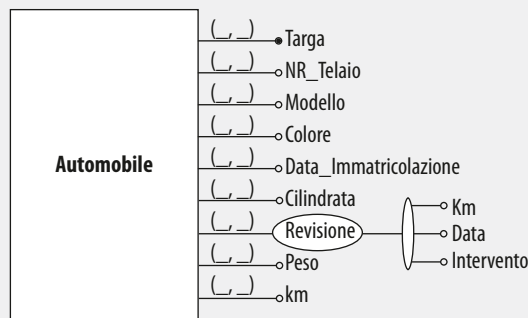 (_, _) Targa
(_, _) NR_Telaio
(_, _) Modello
(_, _) Colore
Automobile
(_, _) Data_Immatricolazione
(_, _) Cilindrata
Km
(_, _) Revisione
Data
(_, _) Peso
Intervento
(_, _) km